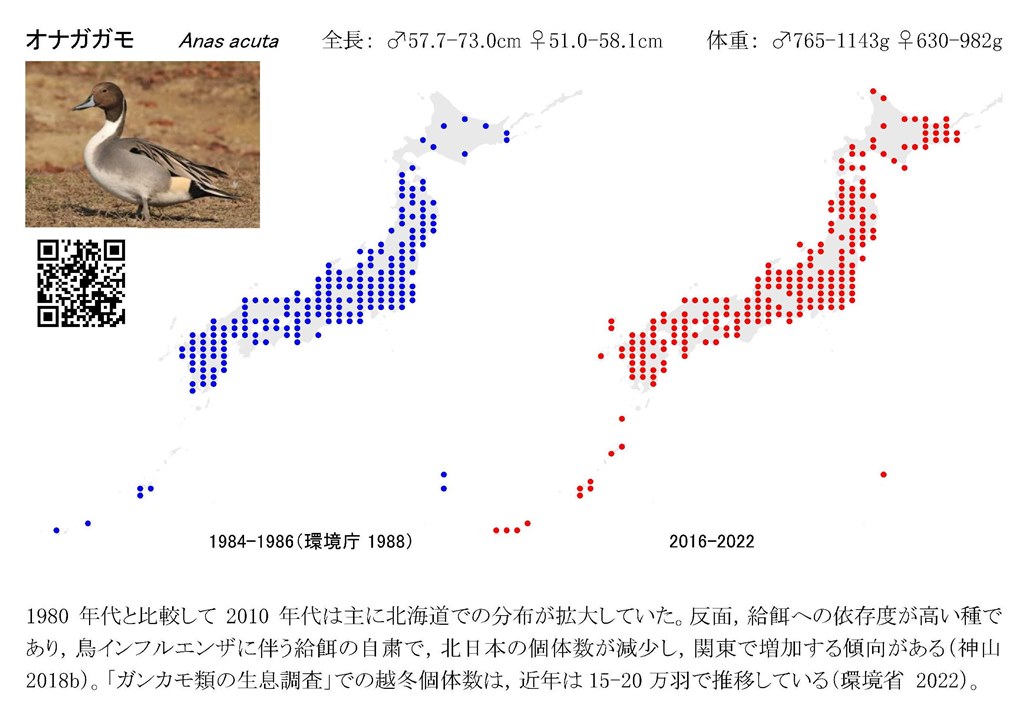 オナガガモ Anas acuta 全長： ♂57.7-73.0cm ♀51.0-58.1cm 体重： ♂765-1143g ♀630-982g
1984-1986（環境庁 1988）
2016-2022
1980 年代と比較して 2010 年代は主に北海道での分布が拡大していた。反面，給餌への依存度が高い種で
あり，鳥インフルエンザに伴う給餌の自粛で，北日本の個体数が減少し，関東で増加する傾向がある（神山
2018b）。「ガンカモ類の生息調査」での越冬個体数は，近年は 15-20 万羽で推移している（環境省 2022）。